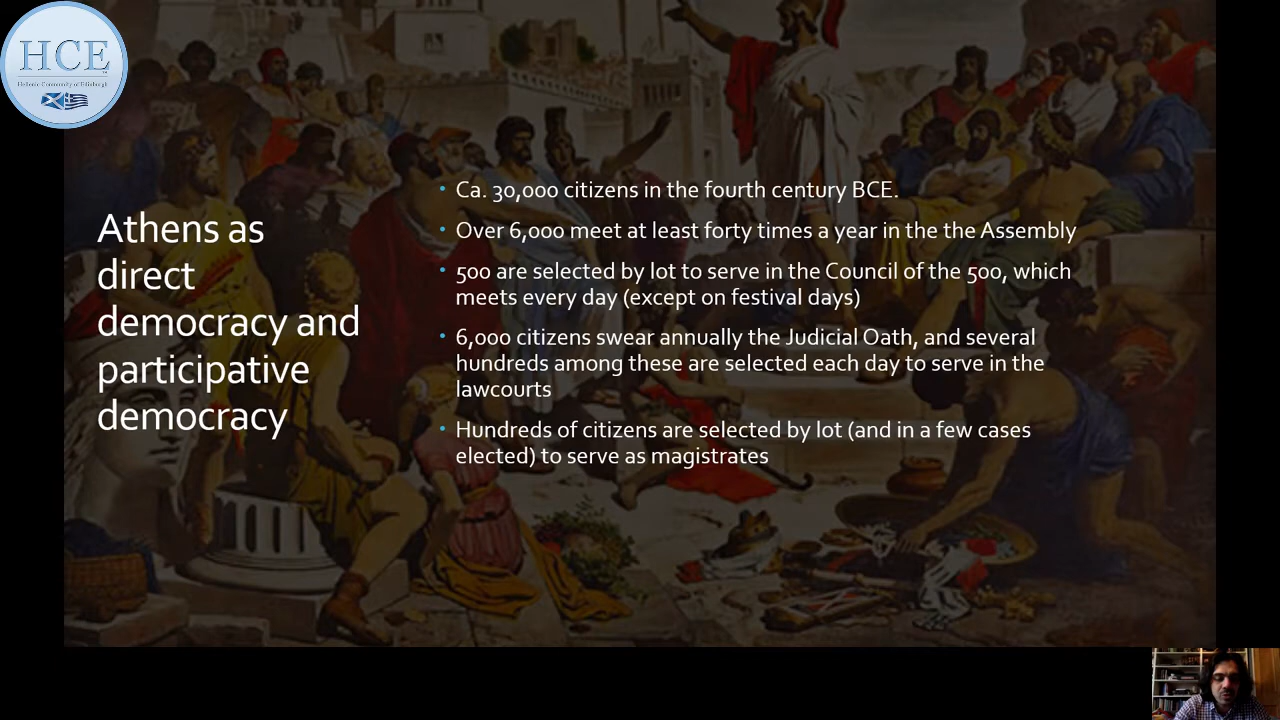 HCE
Hellenic Community of Edinburgh
Athens as
direct
democracy and
participative
democracy
• Ca. 30,000 citizens in the fourth century BCE.
• Over 6,000 meet at least forty times a year in the the Assembly
• 500 are selected by lot to serve in the Council of the 500, which
meets every day (except on festival days)
• 6,000 citizens swear annually the Judicial Oath, and several
hundreds among these are selected each day to serve in the
lawcourts
• Hundreds of citizens are selected by lot (and in a few cases
elected) to serve as magistrates